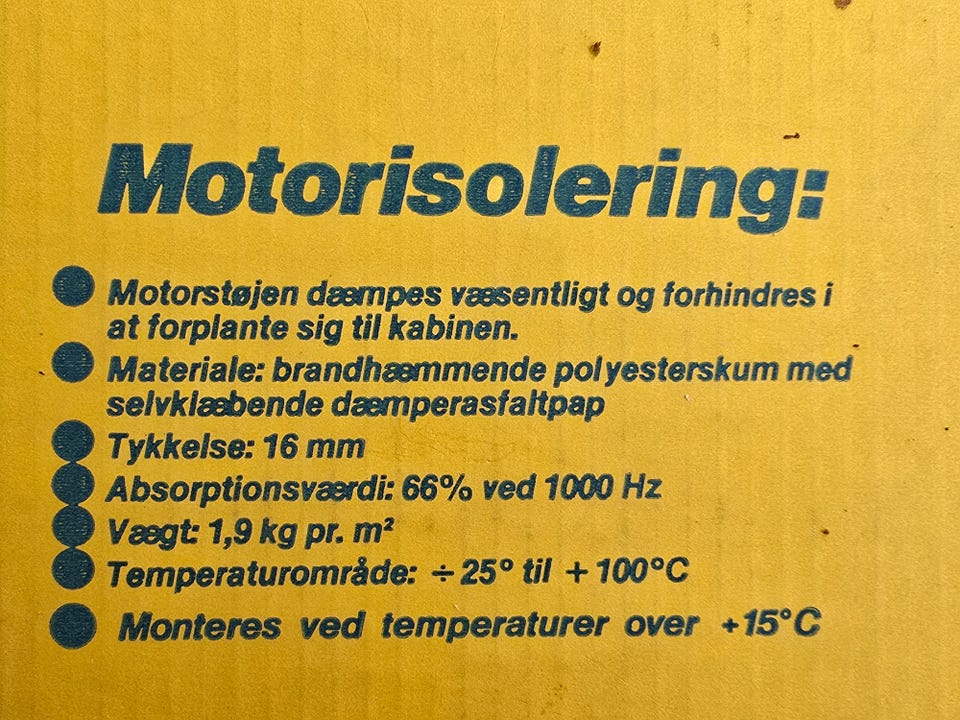 Motorisolering:
● Motorstøjen dæmpes væsentligt og forhindres i
at forplante sig til kabinen.
● Materiale: brandhæmmende polyesterskum med
selvklæbende dæmperasfaltpap
● Tykkelse: 16 mm
● Absorptionsværdi: 66% ved 1000 Hz
● Vægt: 1,9 kg pr. m²
● Temperaturområde: ÷ 25° til + 100°C
● Monteres ved temperaturer over +15°C